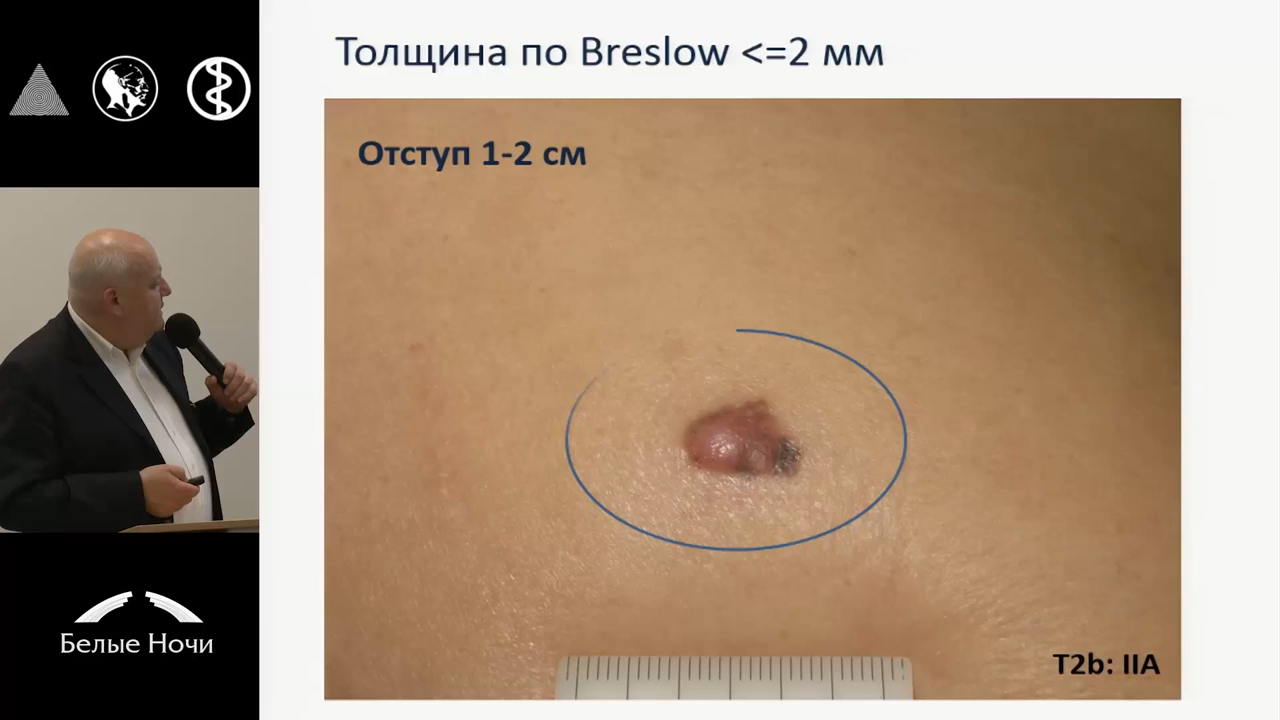 Толщина по Breslow <=2 мм
Отступ 1-2 см
T2b: IIA
Белые Ночи